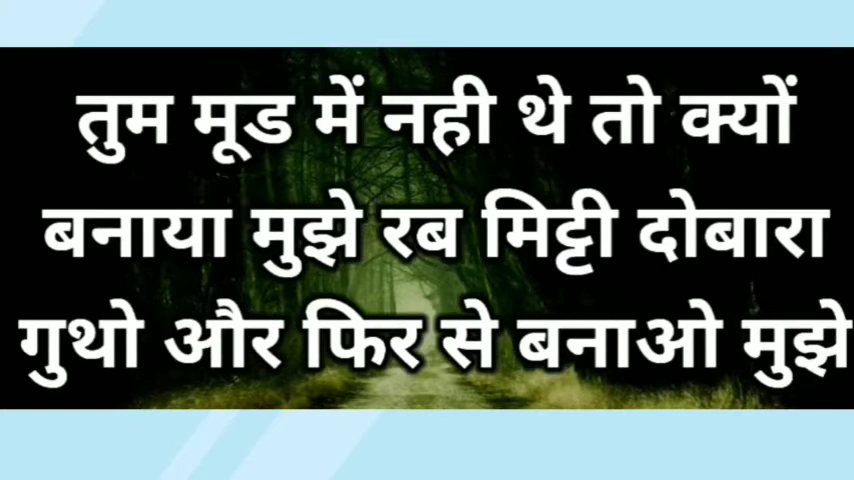 तुम मूड में नही थे तो क्यों
बनाया मुझे रब मिट्टी दोबारा
गुथो और फिर से बनाओ मुझे